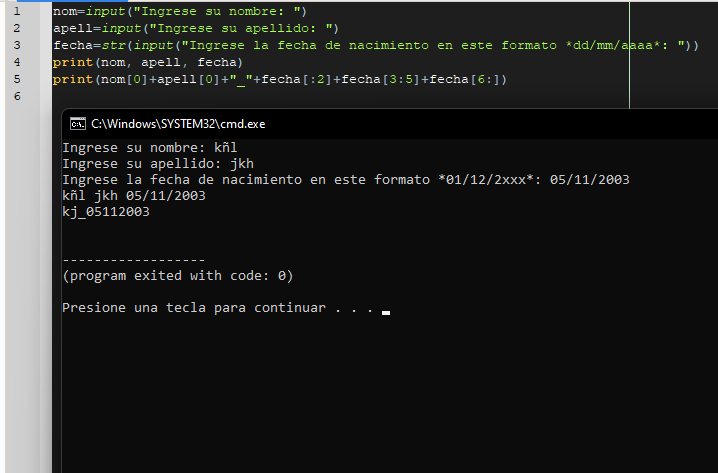 1 nom=input("Ingrese su nombre: ")
2 apell=input("Ingrese su apellido: ")
3 fecha=str(input("Ingrese la fecha de nacimiento en este formato *dd/mm/aaaa*: "))
4 print(nom, apell, fecha)
5 print(nom[0]+apell[0]+"_"+fecha[:2]+fecha[3:5]+fecha[6:])
6
C:\Windows\SYSTEM32\cmd.exe
Ingrese su nombre: kñl
Ingrese su apellido: jkh
Ingrese la fecha de nacimiento en este formato *01/12/2xxx*: 05/11/2003
kñl jkh 05/11/2003
kj_05112003
------------------
(program exited with code: 0)
Presione una tecla para continuar . . .